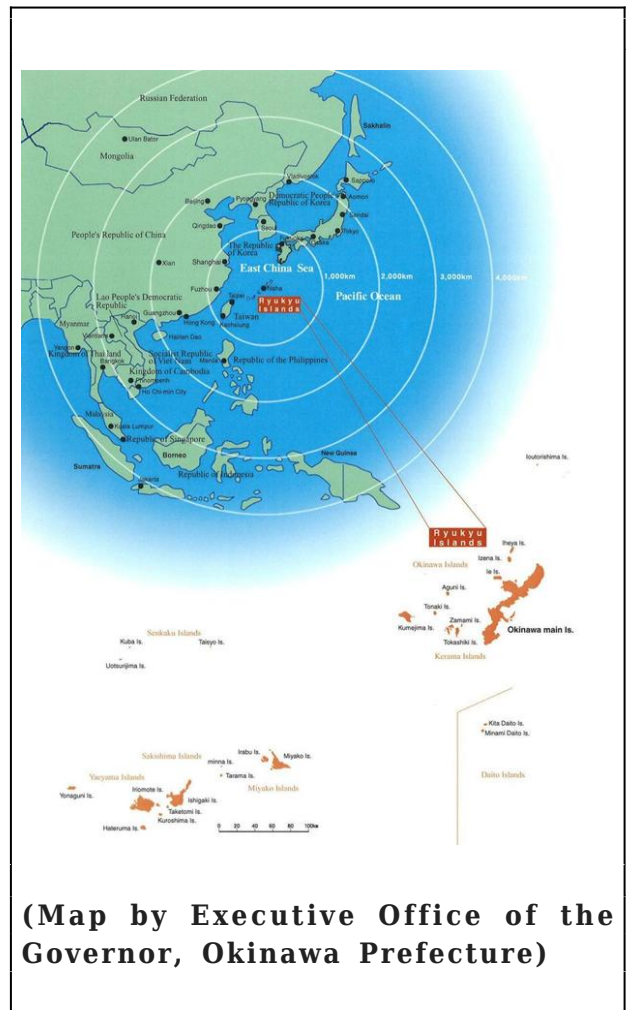 Russian Federation
Sakhalin
Ulan Bator
Mongolia
Vladivostok
Sapporo
Beijing
Pyongyang
Democratic People's
Republic of Korea
Aomori
Sendai
Qingdao
Seoul
Tokyo
People's Republic of China
The Republic
of Korea
Xian
Shanghai
East China Sea
1,000km
2,000km
3,000km
4,000km
Fuzhou
Naha
Pacific Ocean
Taipei
Ryukyu
Islands
Lao People's Democratic
Republic
Guangzhou
Taiwan
Hanoi
Hong Kong
Kaohsiung
Myanmar
Vientiane
Hainan Dao
Yangon
Kingdom of Thailand
Socialist Republic
of Viet Nam
Manila
Republic of the Philippines
Bangkok
Kingdom of Cambodia
Phnompenh
Ho Chi-min City
Malaysia
Kuala Lumpur
Republic of Singapore
Borneo
New Guinea
Sumatra
Republic of Indonesia
Jakarta
Ioutorishima Is.
Ryukyu
Islands
Iheya Is.
Okinawa Islands
Izena Is.
Ie Is.
Aguni Is.
Tonaki Is.
Zamami Is.
Kumejima Is.
Okinawa main Is.
Tokashiki Is.
Kerama Islands
Senkaku Islands
Kuba Is.
Taisyo Is.
Uotsurijima Is.
Kita Daito Is.
Minami Daito Is.
Daito Islands
Sakishima Islands
Irabu Is.
Miyako Is.
minna Is.
Tarama Is.
Yaeyama Islands
Miyako Islands
Yonaguni Is.
Iriomote Is.
Ishigaki Is.
Taketomi Is.
Kuroshima Is.
Hateruma Is.
0 20 40 60 80 100km
(Map by Executive Office of the
Governor, Okinawa Prefecture)